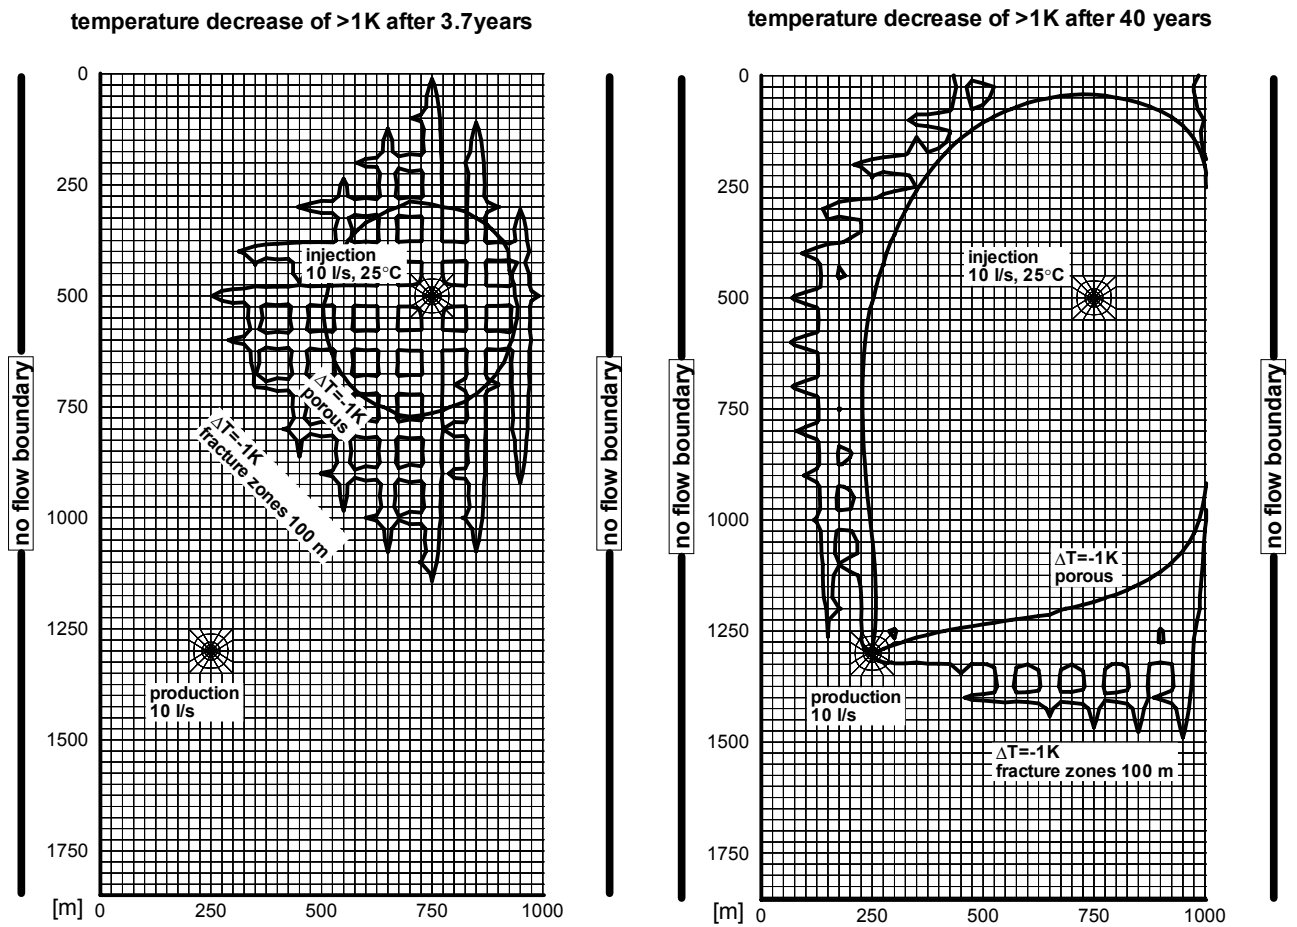 temperature decrease of >1K after 3.7years
0
250
500
750
1000
1250
1500
1750
[m]
0
250
500
750
1000
injection
10 l/s, 25°C
ΔT=-1K
porous
ΔT=-1K
fracture zones 100 m
production
10 l/s
no flow boundary
no flow boundary
temperature decrease of >1K after 40 years
0
250
500
750
1000
1250
1500
1750
[m]
0
250
500
750
1000
injection
10 l/s, 25°C
ΔT=-1K
porous
production
10 l/s
ΔT=-1K
fracture zones 100 m
no flow boundary
no flow boundary